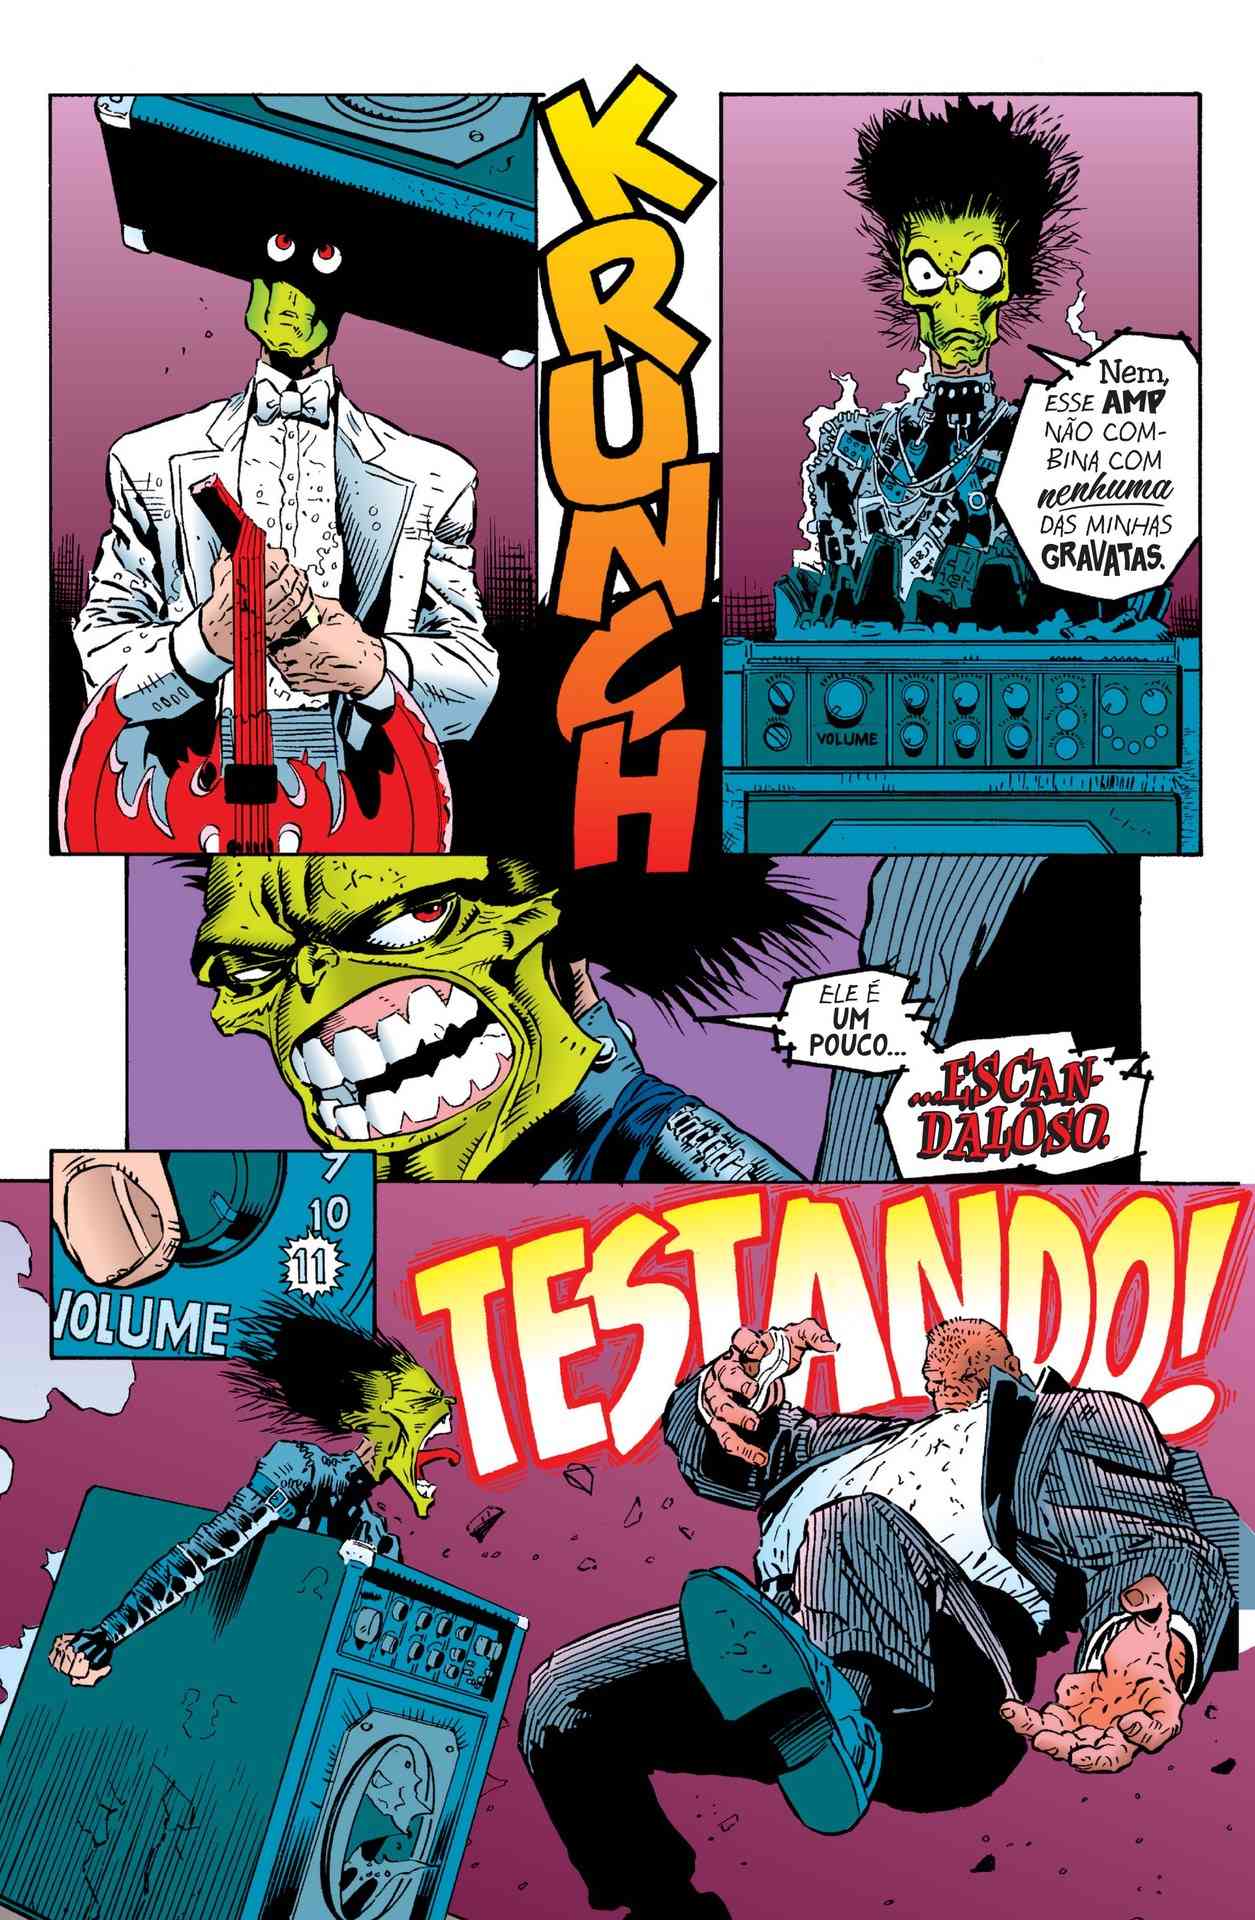 KRUNCH
Nem,
ESSE AMP
NÃO COM-
BINA COM
nenhuma
DAS MINHAS
GRAVATAS.
VOLUME
ELE É
UM
POUCO...
...ESCAN-
DALOSO.
10
11
VOLUME
TESTANDO!